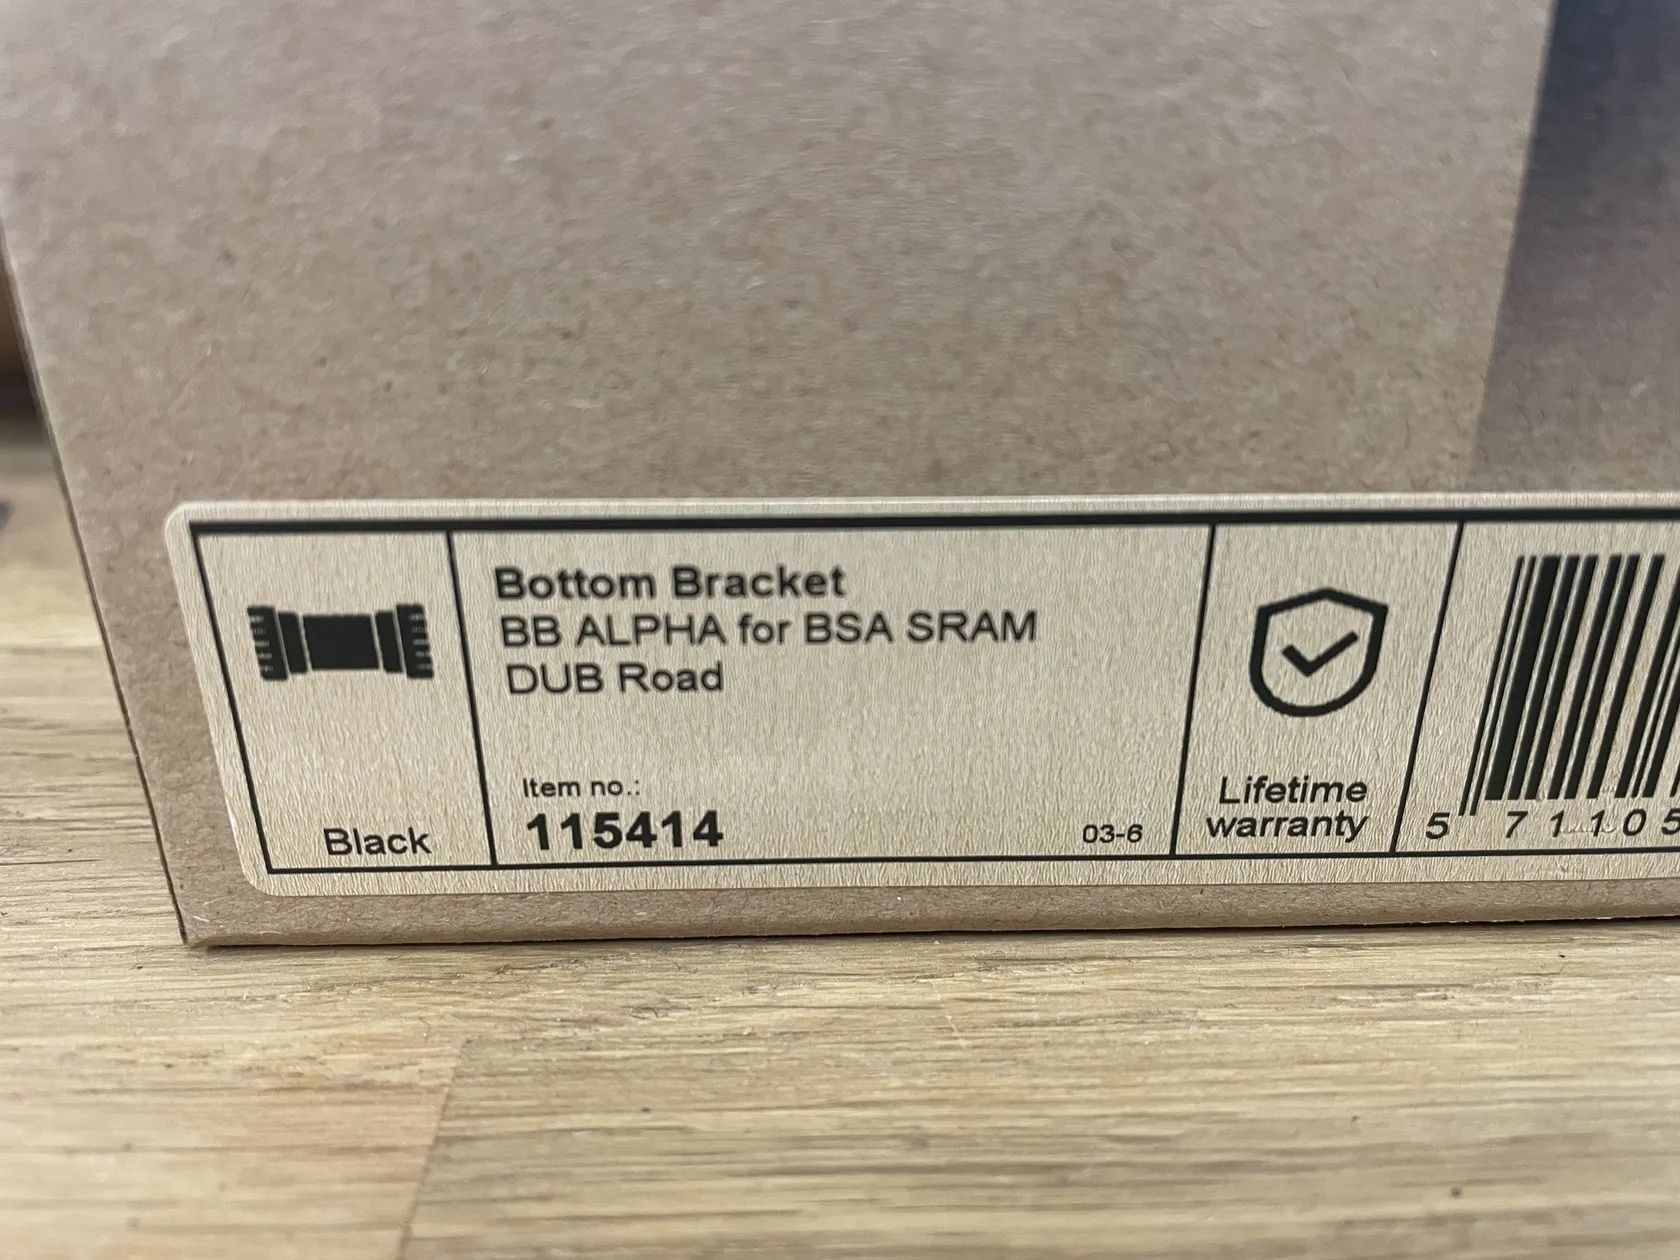 Bottom Bracket
BB ALPHA for BSA SRAM
DUB Road
Item no.:
115414
03-6
Black
Lifetime
warranty
5 71105